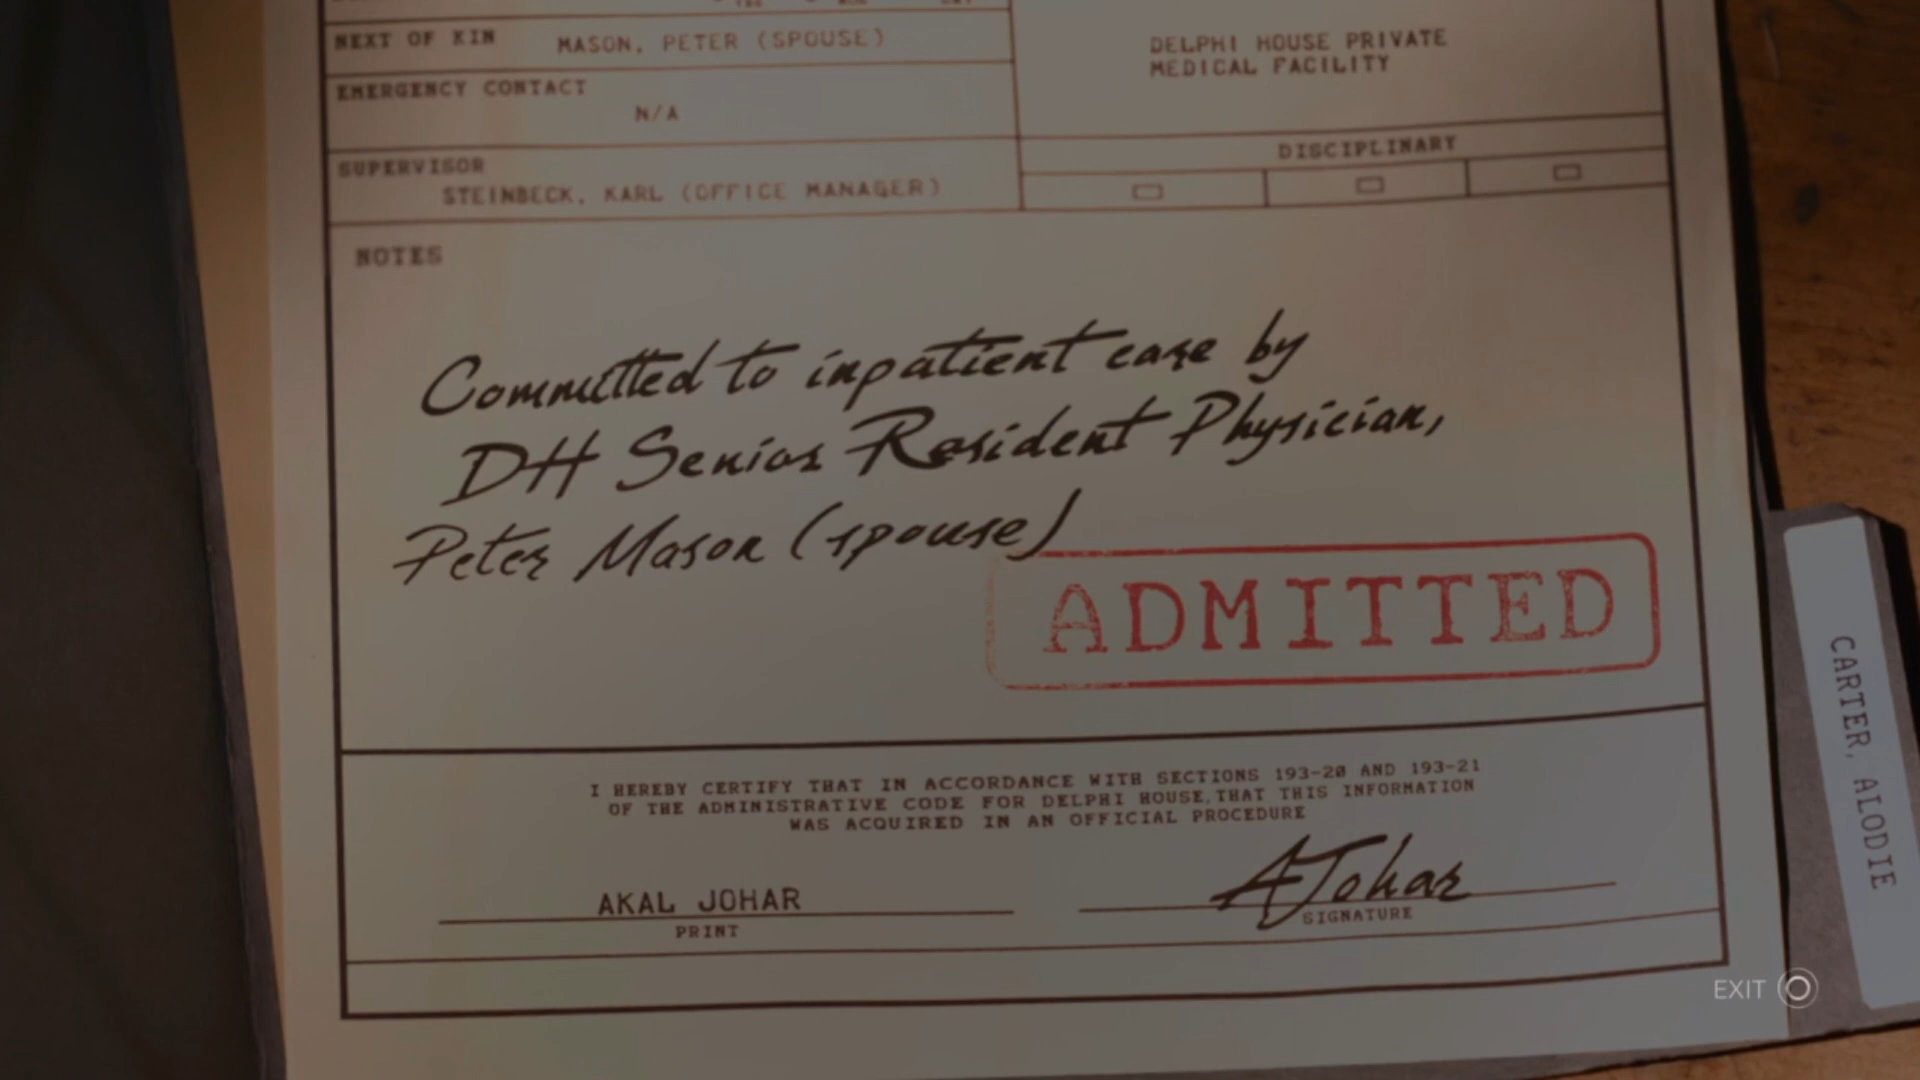 NEXT OF KIN
MASON, PETER (SPOUSE)
EMERGENCY CONTACT
N/A
SUPERVISOR
STEINBECK, KARL (OFFICE MANAGER)
DELPHI HOUSE PRIVATE
MEDICAL FACILITY
DISCIPLINARY
NOTES
Committed to inpatient care by
DH Senior Resident Physician,
Peter Mason (spouse)
ADMITTED
I HEREBY CERTIFY THAT IN ACCORDANCE WITH SECTIONS 193-20 AND 193-21
OF THE ADMINISTRATIVE CODE FOR DELPHI HOUSE, THAT THIS INFORMATION
WAS ACQUIRED IN AN OFFICIAL PROCEDURE
AKAL JOHAR
PRINT
AJohar
SIGNATURE
CARTER, ALODIE
EXIT